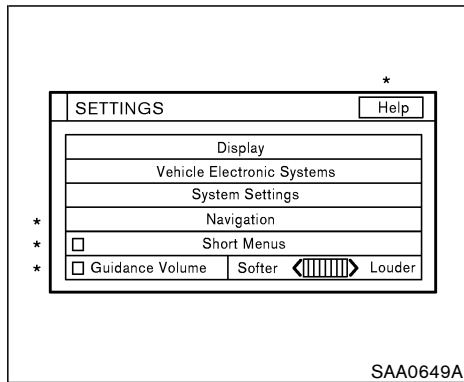 *
SETTINGS Help
Display
Vehicle Electronic Systems
System Settings
* Navigation
* Short Menus
* Guidance Volume Softer Louder
SAA0649A